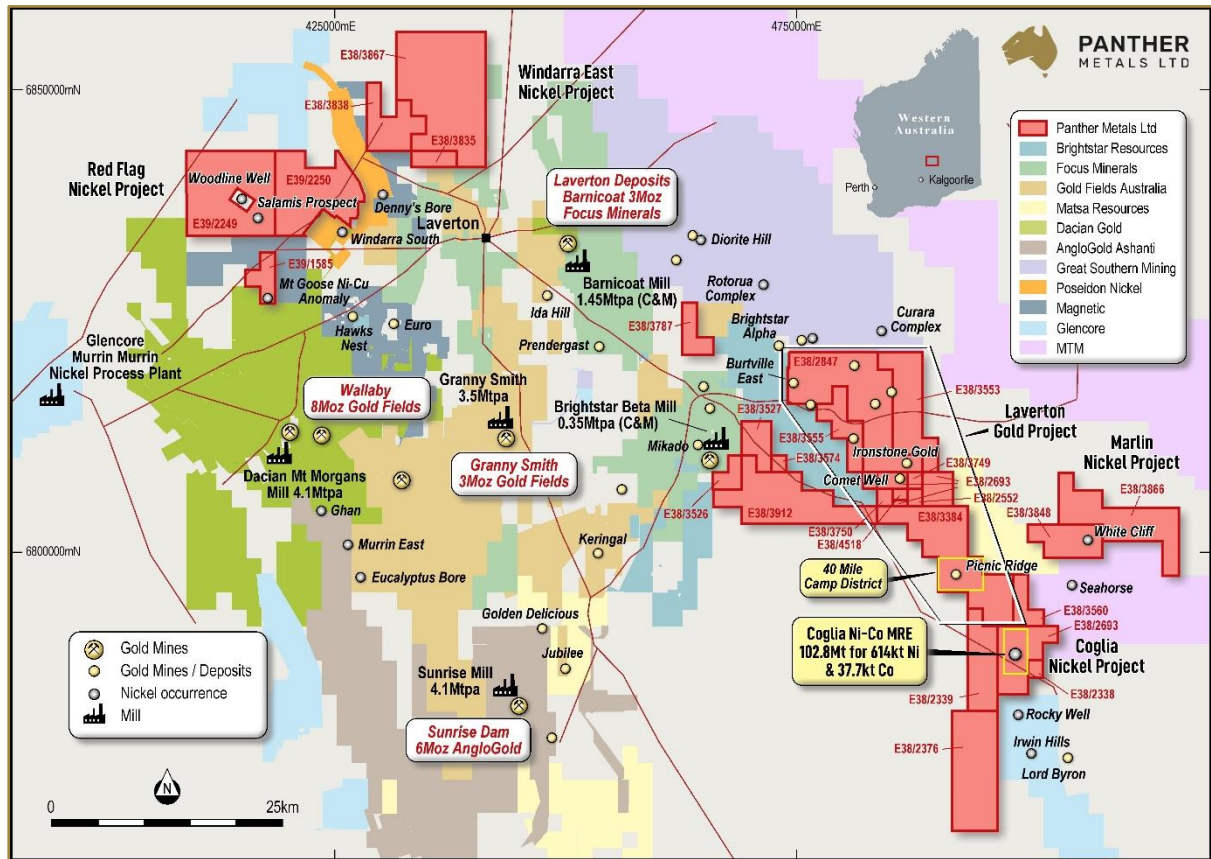 425000mE
475000mE
6850000mN
6800000mN
PANTHER
METALS LTD
Western
Australia
Perth
Kalgoorlie
Panther Metals Ltd
Brightstar Resources
Focus Minerals
Gold Fields Australia
Matsa Resources
Dacian Gold
AngloGold Ashanti
Great Southern Mining
Poseidon Nickel
Magnetic
Glencore
MTM
E38/3867
E38/3838
E38/3835
Windarra East
Nickel Project
Red Flag
Nickel Project
Woodline Well
Salamis Prospect
E39/2250
E39/2249
E39/1585
Denny's Bore
Laverton
Windarra South
Mt Goose Ni-Cu
Anomaly
Hawks
Nest
Euro
Laverton Deposits
Barnicoat 3Moz
Focus Minerals
Barnicoat Mill
1.45Mtpa (C&M)
Ida Hill
Prendergast
Diorite Hill
Rotorua
Complex
Curara
Complex
Brightstar
Alpha
Burtville
East
E38/3787
E38/2847
E38/3553
Glencore
Murrin Murrin
Nickel Process Plant
Wallaby
8Moz Gold Fields
Granny Smith
3.5Mtpa
Granny Smith
3Moz Gold Fields
Brightstar Beta Mill
0.35Mtpa (C&M)
Mikado
E38/3527
E38/3555
E38/3574
E38/3526
E38/3912
Ironstone Gold
Comet Well
E38/3749
E38/2693
E38/2552
E38/3384
E38/3750
E38/4518
Laverton
Gold Project
Marlin
Nickel Project
E38/3866
E38/3848
White Cliff
Dacian Mt Morgans
Mill 4.1Mtpa
Ghan
Murrin East
Eucalyptus Bore
Keringal
Golden Delicious
Jubilee
Sunrise Mill
4.1Mtpa
Sunrise Dam
6Moz AngloGold
40 Mile
Camp District
Picnic Ridge
Seahorse
E38/3560
E38/2693
Coglia Ni-Co MRE
102.8Mt for 614kt Ni
& 37.7kt Co
Coglia
Nickel Project
E38/2338
E38/2339
E38/2376
Rocky Well
Irwin Hills
Lord Byron
Gold Mines
Gold Mines / Deposits
Nickel occurrence
Mill
N
0
25km